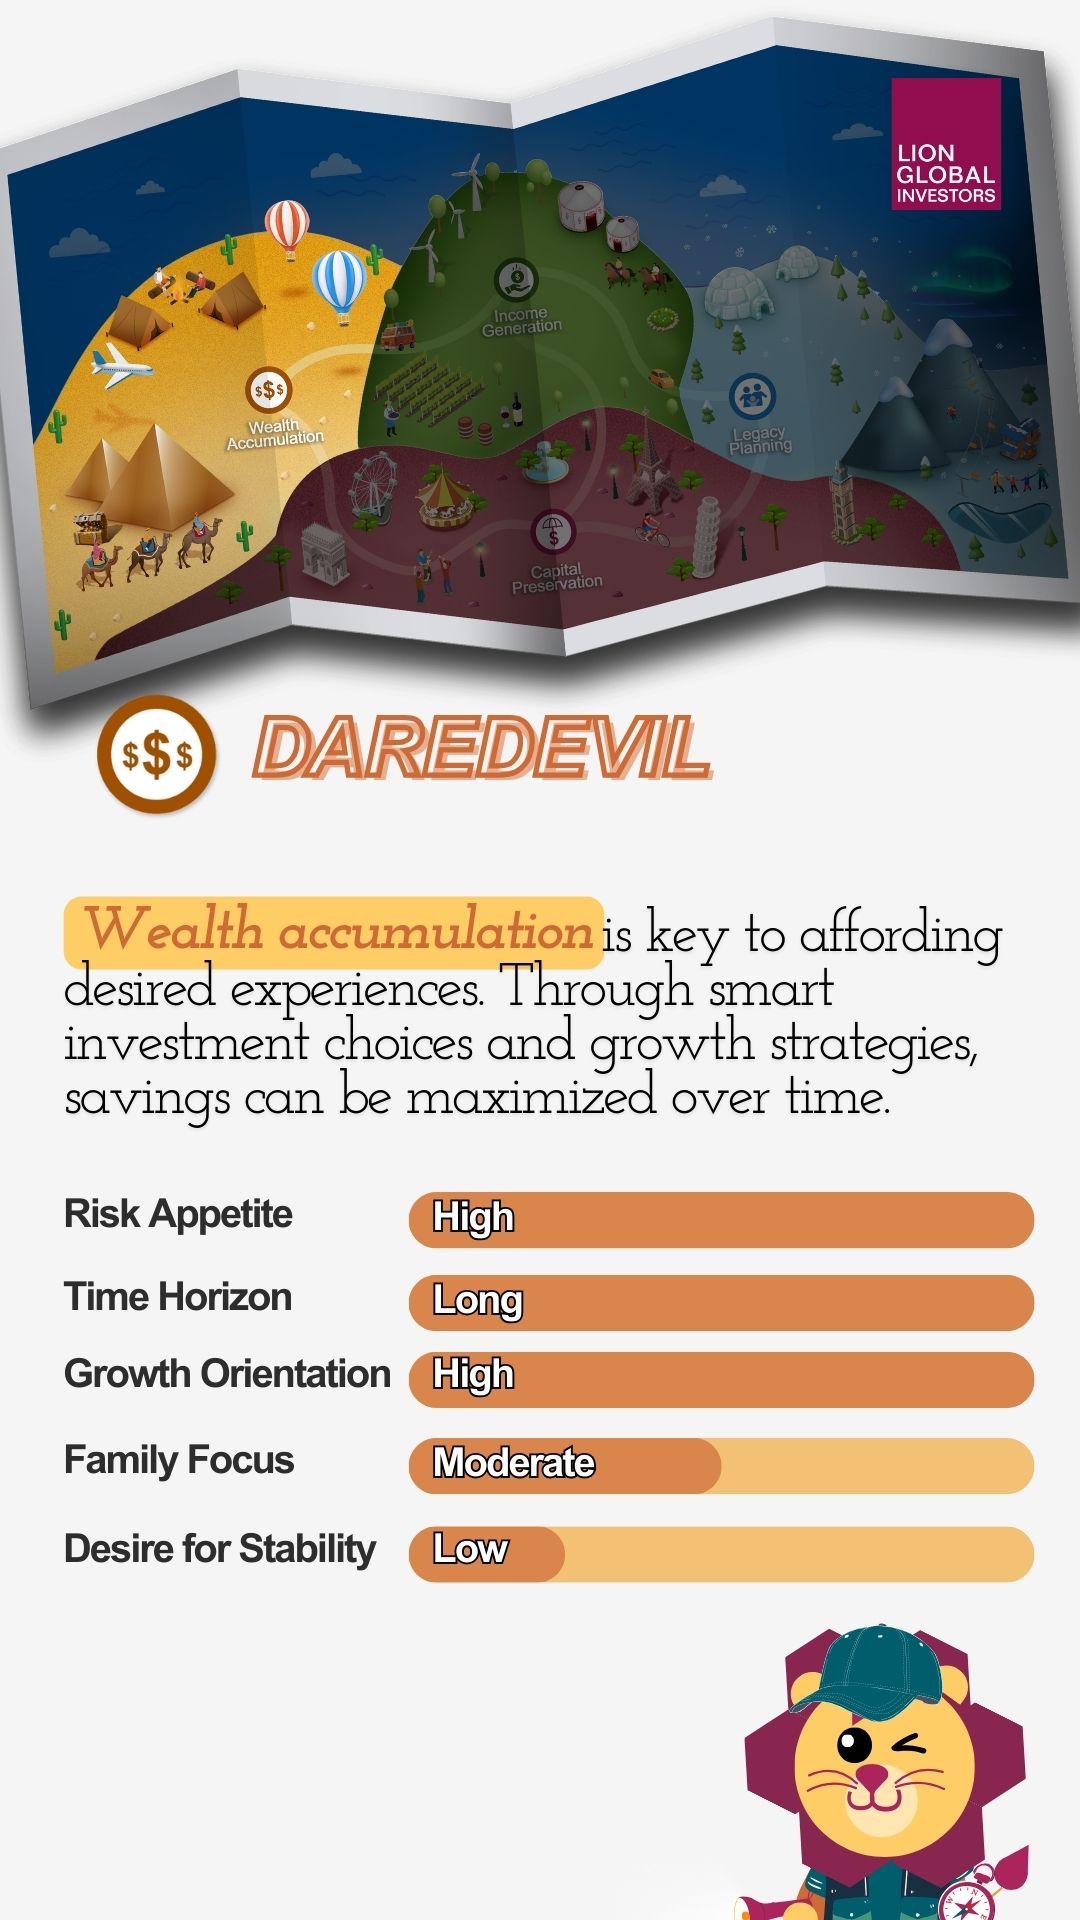 LION
GLOBAL
INVESTORS
Income
Generation
$$$
Wealth
Accumulation
Legacy
Planning
$
Capital
Preservation
$$$
DAREDEVIL
Wealth accumulation is key to affording
desired experiences. Through smart
investment choices and growth strategies,
savings can be maximized over time.
Risk Appetite High
Time Horizon Long
Growth Orientation High
Family Focus Moderate
Desire for Stability Low